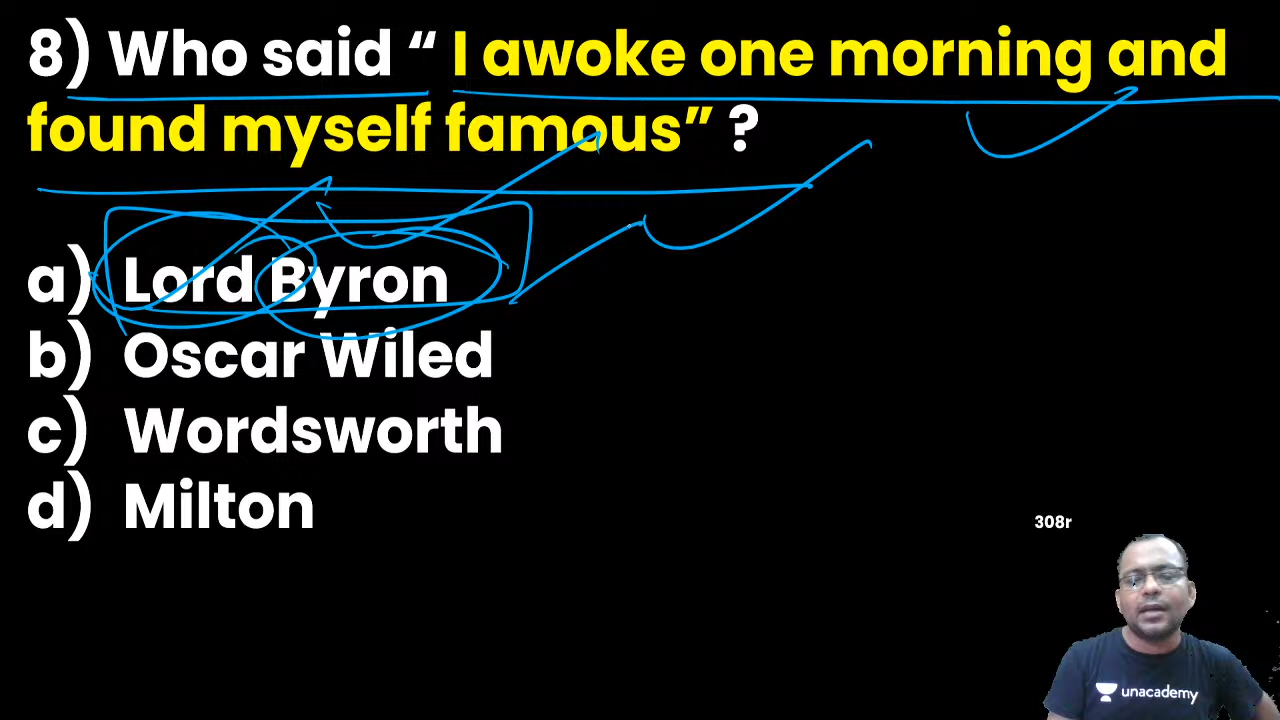 8) Who said “ I awoke one morning and
found myself famous” ?
a) Lord Byron
b) Oscar Wiled
c) Wordsworth
d) Milton
308r
unacademy